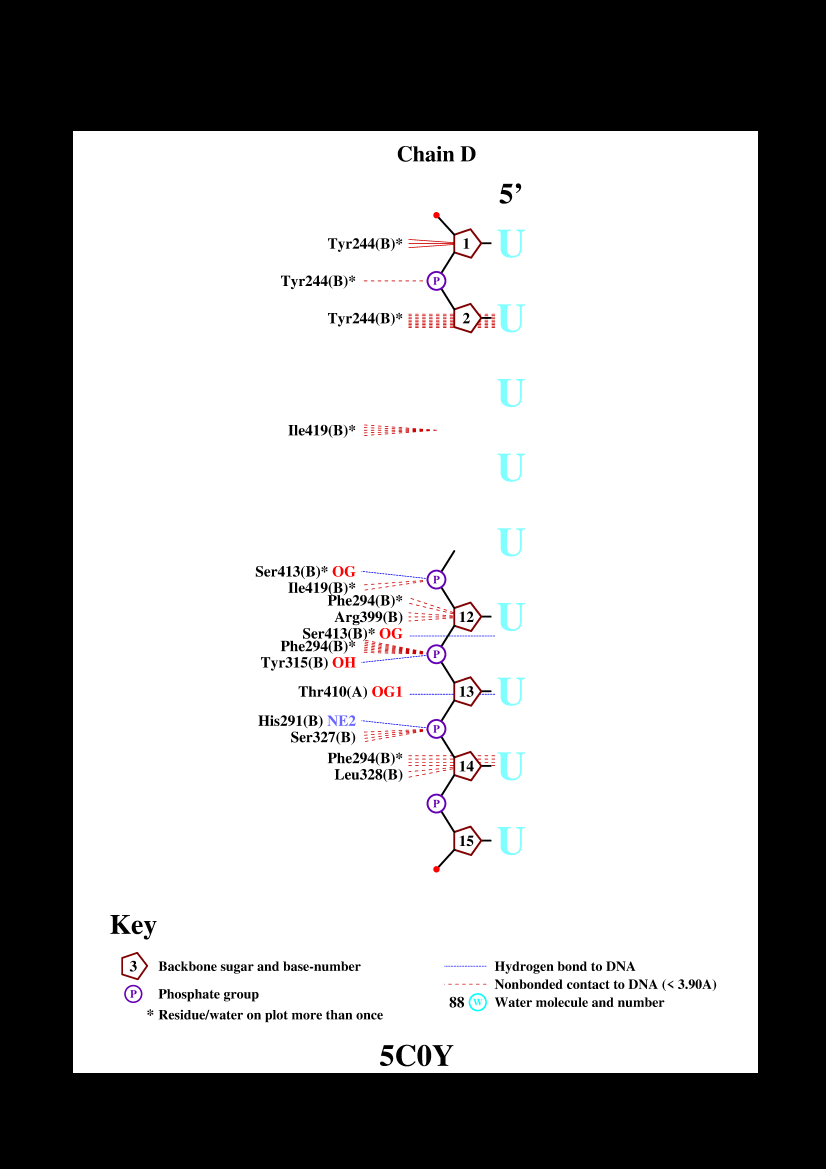 Chain D
5’
Tyr244(B)* 1 U
Tyr244(B)* P
Tyr244(B)* 2 U
U
Ile419(B)*
U
U
Ser413(B)* OG P
Ile419(B)*
Phe294(B)*
Arg399(B) 12 U
Ser413(B)* OG
Phe294(B)* P
Tyr315(B) OH
Thr410(A) OG1 13 U
His291(B) NE2 P
Ser327(B)
Phe294(B)* 14 U
Leu328(B)
P
15 U
Key
3 Backbone sugar and base-number
P Phosphate group
* Residue/water on plot more than once
Hydrogen bond to DNA
Nonbonded contact to DNA (< 3.90A)
88 W Water molecule and number
5C0Y